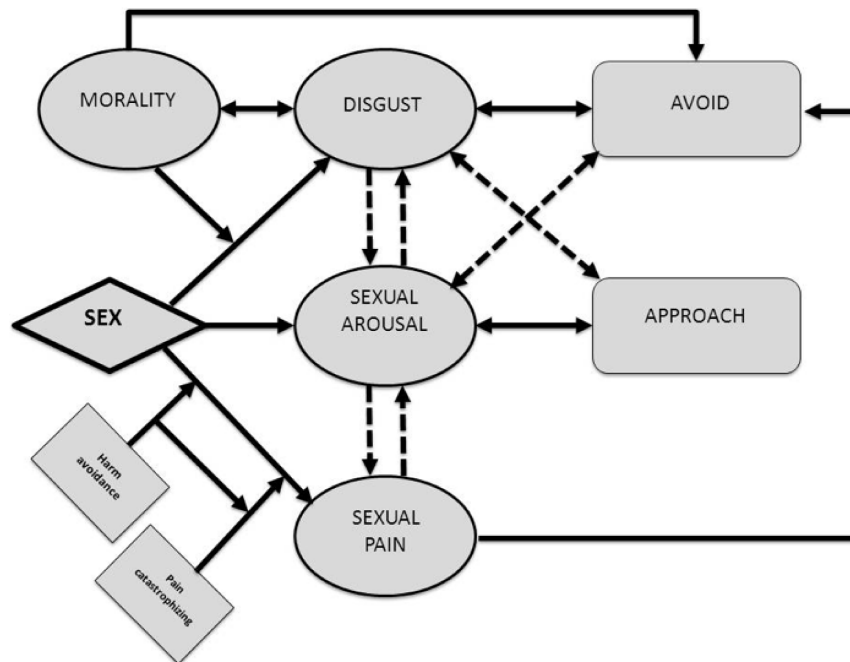 MORALITY
DISGUST
AVOID
SEX
SEXUAL
AROUSAL
APPROACH
Harm
avoidance
SEXUAL
PAIN
Pain
catastrophizing